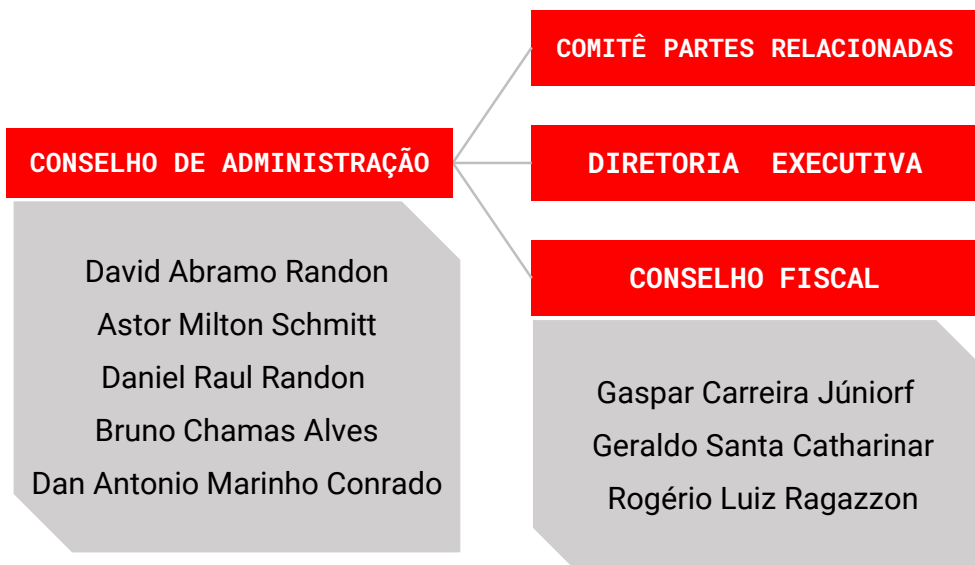 COMITÊ PARTES RELACIONADAS
CONSELHO DE ADMINISTRAÇÃO
DIRETORIA EXECUTIVA
CONSELHO FISCAL
David Abramo Randon
Astor Milton Schmitt
Daniel Raul Randon
Bruno Chamas Alves
Dan Antonio Marinho Conrado
Gaspar Carreira Júniorf
Geraldo Santa Catharinar
Rogério Luiz Ragazzon